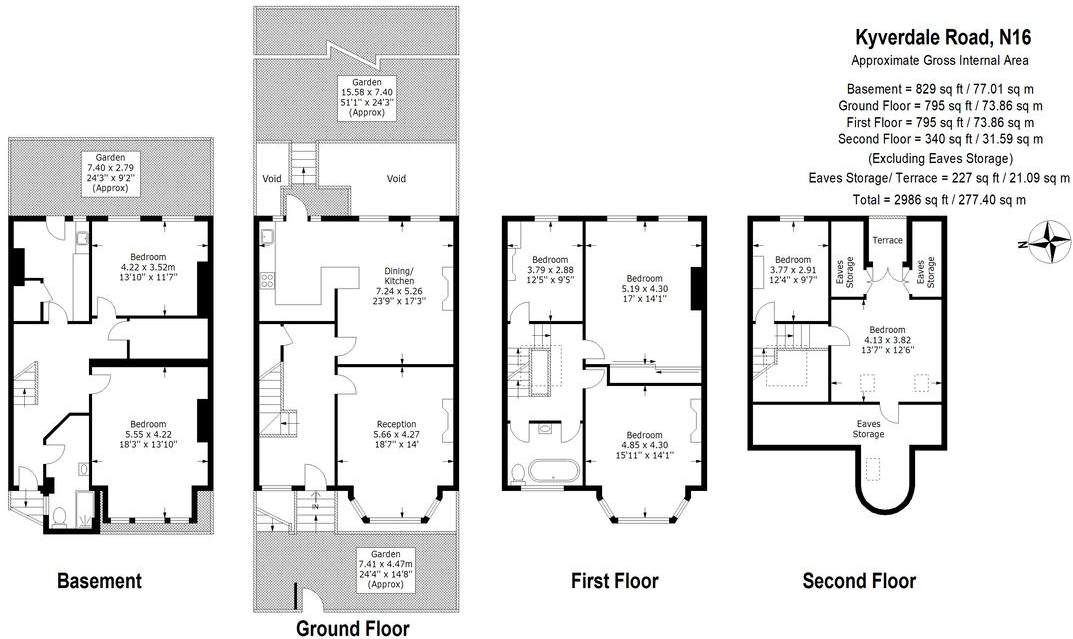 Kyverdale Road, N16
Approximate Gross Internal Area
Basement = 829 sq ft / 77.01 sq m
Ground Floor = 795 sq ft / 73.86 sq m
First Floor = 795 sq ft / 73.86 sq m
Second Floor = 340 sq ft / 31.59 sq m
(Excluding Eaves Storage)
Eaves Storage/ Terrace = 227 sq ft / 21.09 sq m
Total = 2986 sq ft / 277.40 sq m
N
Garden
7.40 x 2.79
24'3" x 9'2"
(Approx)
Bedroom
4.22 x 3.52m
13'10" x 11'7"
Bedroom
5.55 x 4.22
18'3" x 13'10"
Basement
Garden
15.58 x 7.40
51'1" x 24'3"
(Approx)
Void
Void
Dining/
Kitchen
7.24 x 5.26
23'9" x 17'3"
Reception
5.66 x 4.27
18'7" x 14'
IN
Garden
7.41 x 4.47m
24'4" x 14'8"
(Approx)
Ground Floor
Bedroom
3.79 x 2.88
12'5" x 9'5"
Bedroom
5.19 x 4.30
17' x 14'1"
Bedroom
4.85 x 4.30
15'11" x 14'1"
First Floor
Bedroom
3.77 x 2.91
12'4" x 9'7"
Eaves
Storage
Terrace
Eaves
Storage
Bedroom
4.13 x 3.82
13'7" x 12'6"
Eaves
Storage
Second Floor